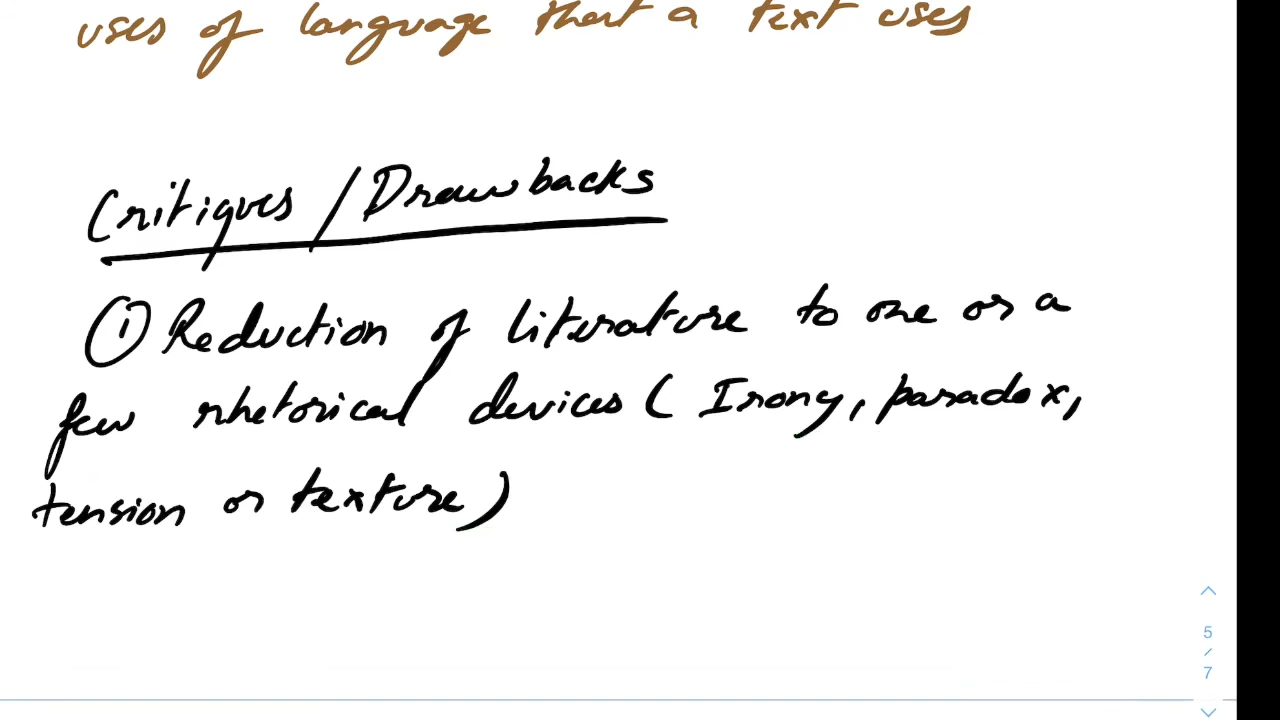 uses of language that a text uses
Critiques / Drawbacks
① Reduction of literature to one or a
few rhetorical devices ( Irony, paradox,
tension or texture)
5
/
7